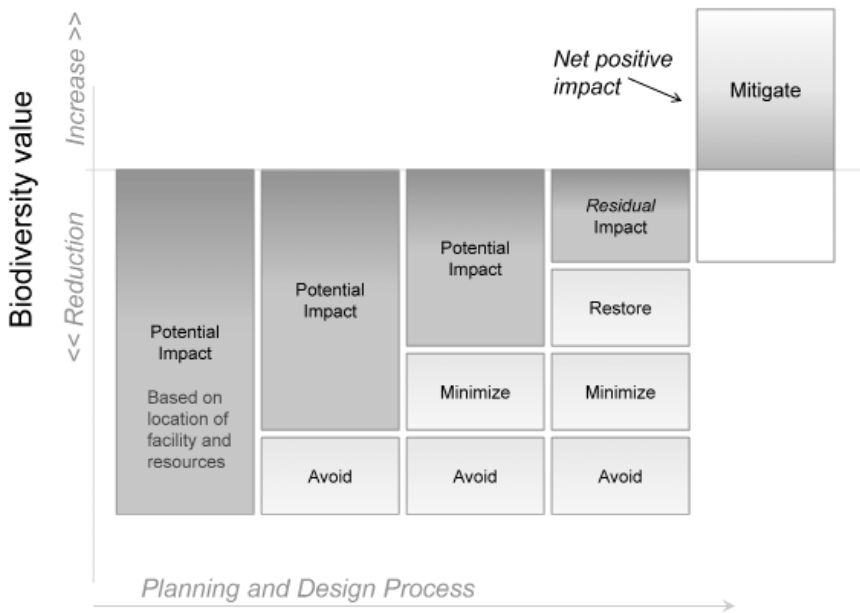 Biodiversity value
<< Reduction
Increase >>
Net positive
impact
Mitigate
Potential
Impact
Based on
location of
facility and
resources
Potential
Impact
Avoid
Potential
Impact
Minimize
Avoid
Residual
Impact
Restore
Minimize
Avoid
Planning and Design Process